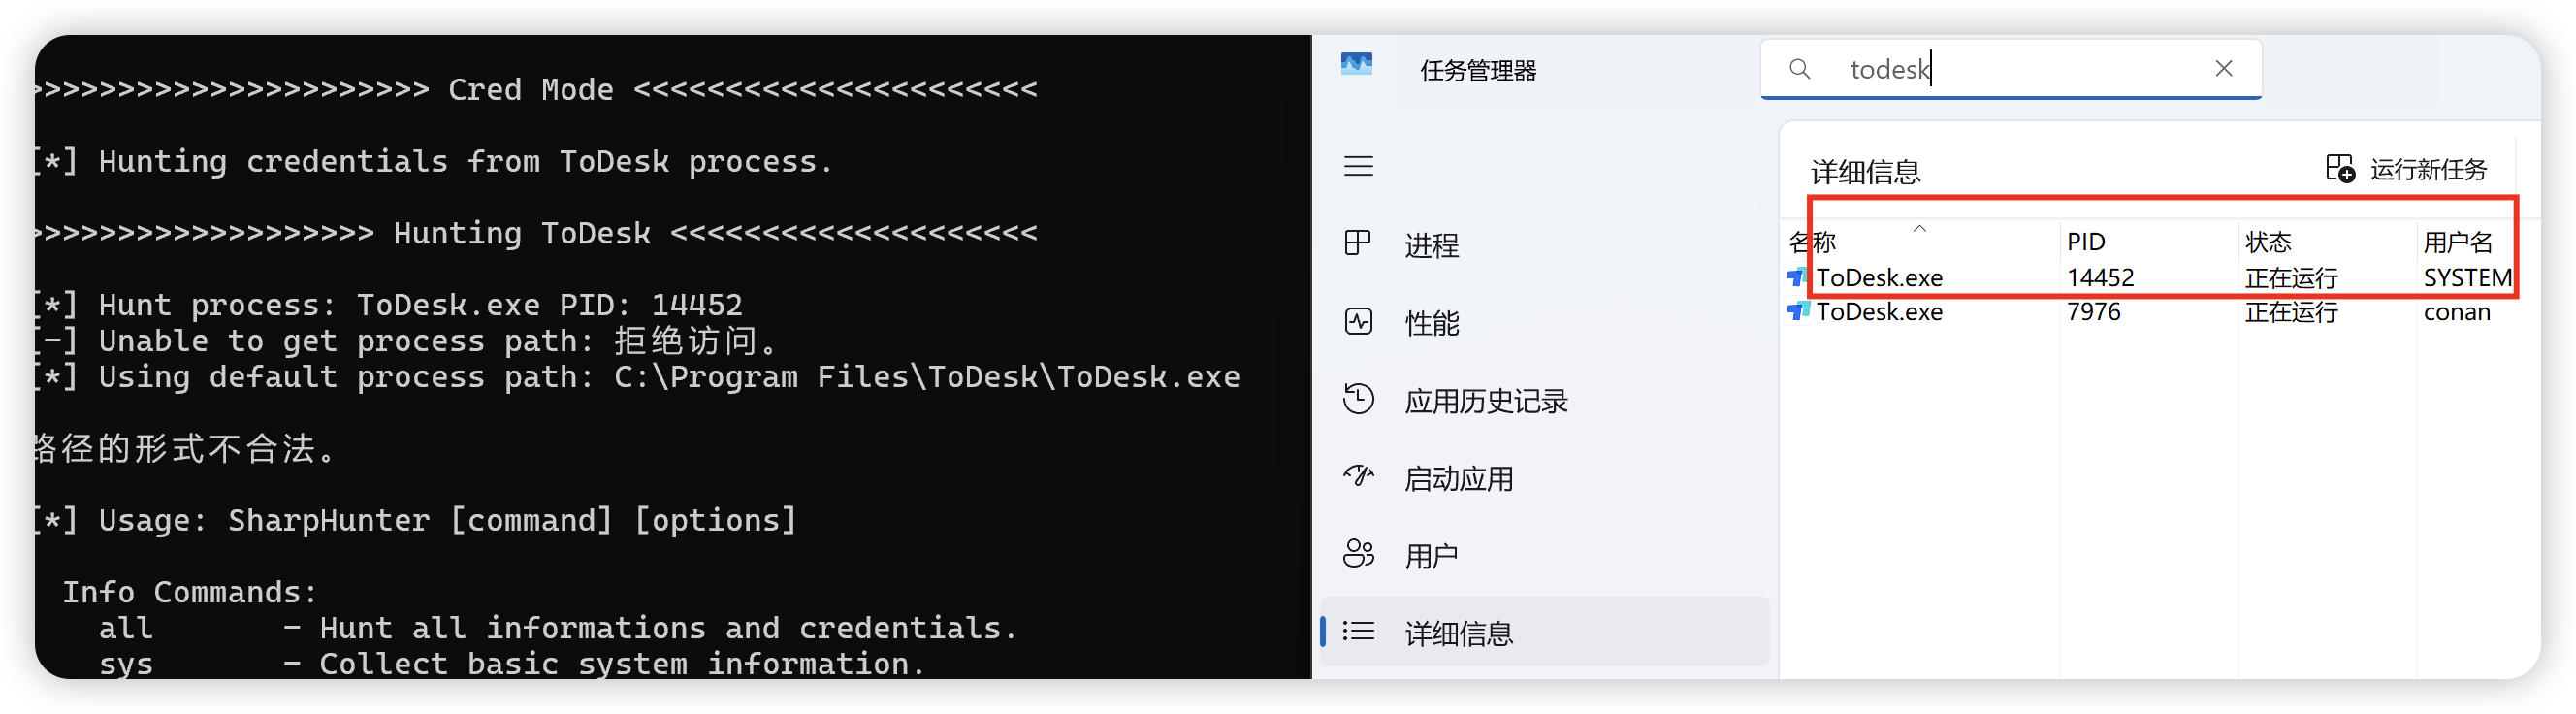 >>>>>>>>>>>>>>>>>>>>>> Cred Mode <<<<<<<<<<<<<<<<<<<<<<
[*] Hunting credentials from ToDesk process.
>>>>>>>>>>>>>>>>>>> Hunting ToDesk <<<<<<<<<<<<<<<<<<<<
[*] Hunt process: ToDesk.exe PID: 14452
[-] Unable to get process path: 拒绝访问。
[*] Using default process path: C:\Program Files\ToDesk\ToDesk.exe
路径的形式不合法。
[*] Usage: SharpHunter [command] [options]
Info Commands:
all - Hunt all informations and credentials.
sys - Collect basic system information.
任务管理器
todesk
进程
性能
应用历史记录
启动应用
用户
详细信息
详细信息 运行新任务
名称 PID 状态 用户名
ToDesk.exe 14452 正在运行 SYSTEM
ToDesk.exe 7976 正在运行 conan